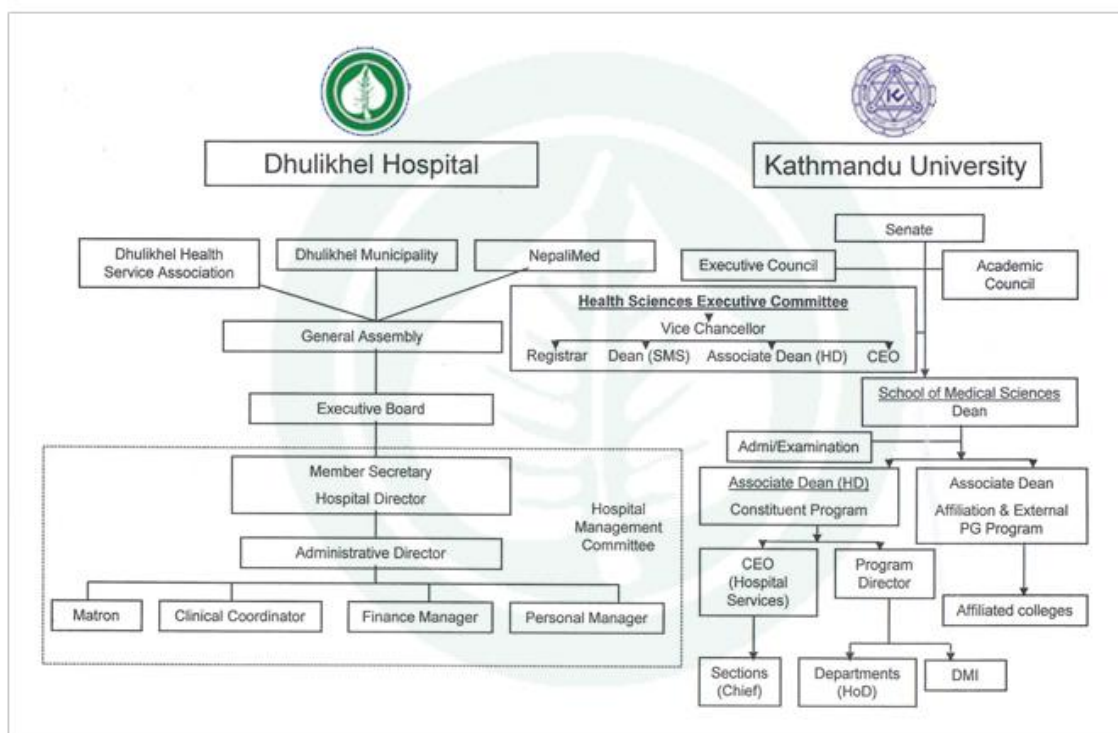 Dhulikhel Hospital
Dhulikhel Health
Service Association
Dhulikhel Municipality
NepaliMed
General Assembly
Executive Board
Member Secretary
Hospital Director
Hospital
Management
Committee
Administrative Director
Matron
Clinical Coordinator
Finance Manager
Personal Manager
Kathmandu University
Senate
Executive Council
Academic
Council
Health Sciences Executive Committee
Vice Chancellor
Registrar
Dean (SMS)
Associate Dean (HD)
CEO
School of Medical Sciences
Dean
Admi/Examination
Associate Dean (HD)
Constituent Program
Associate Dean
Affiliation & External
PG Program
CEO
(Hospital
Services)
Program
Director
Affiliated colleges
Sections
(Chief)
Departments
(HoD)
DMI